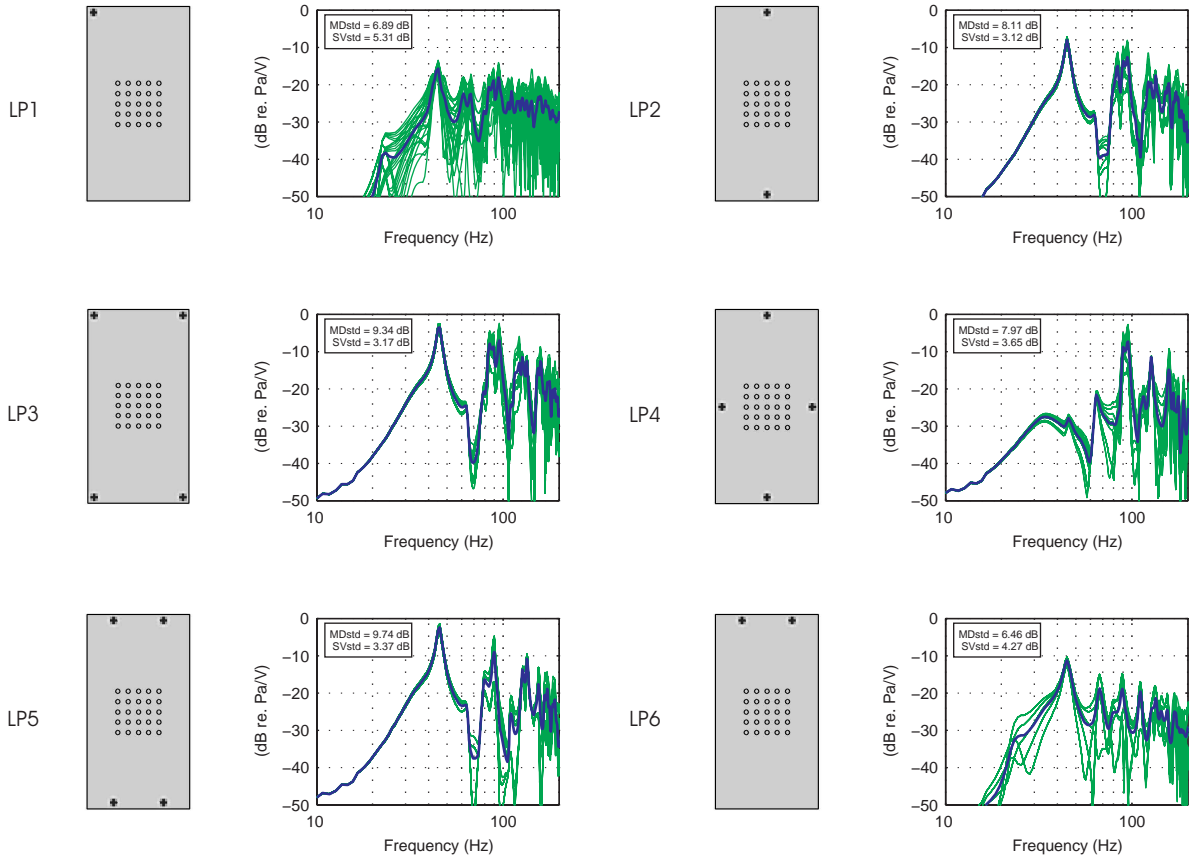 LP1
MDstd = 6.89 dB
SVstd = 5.31 dB
0
−10
−20
−30
−40
−50
10
100
Frequency (Hz)
(dB re. Pa/V)
LP2
MDstd = 8.11 dB
SVstd = 3.12 dB
0
−10
−20
−30
−40
−50
10
100
Frequency (Hz)
(dB re. Pa/V)
LP3
MDstd = 9.34 dB
SVstd = 3.17 dB
0
−10
−20
−30
−40
−50
10
100
Frequency (Hz)
(dB re. Pa/V)
LP4
MDstd = 7.97 dB
SVstd = 3.65 dB
0
−10
−20
−30
−40
−50
10
100
Frequency (Hz)
(dB re. Pa/V)
LP5
MDstd = 9.74 dB
SVstd = 3.37 dB
0
−10
−20
−30
−40
−50
10
100
Frequency (Hz)
(dB re. Pa/V)
LP6
MDstd = 6.46 dB
SVstd = 4.27 dB
0
−10
−20
−30
−40
−50
10
100
Frequency (Hz)
(dB re. Pa/V)